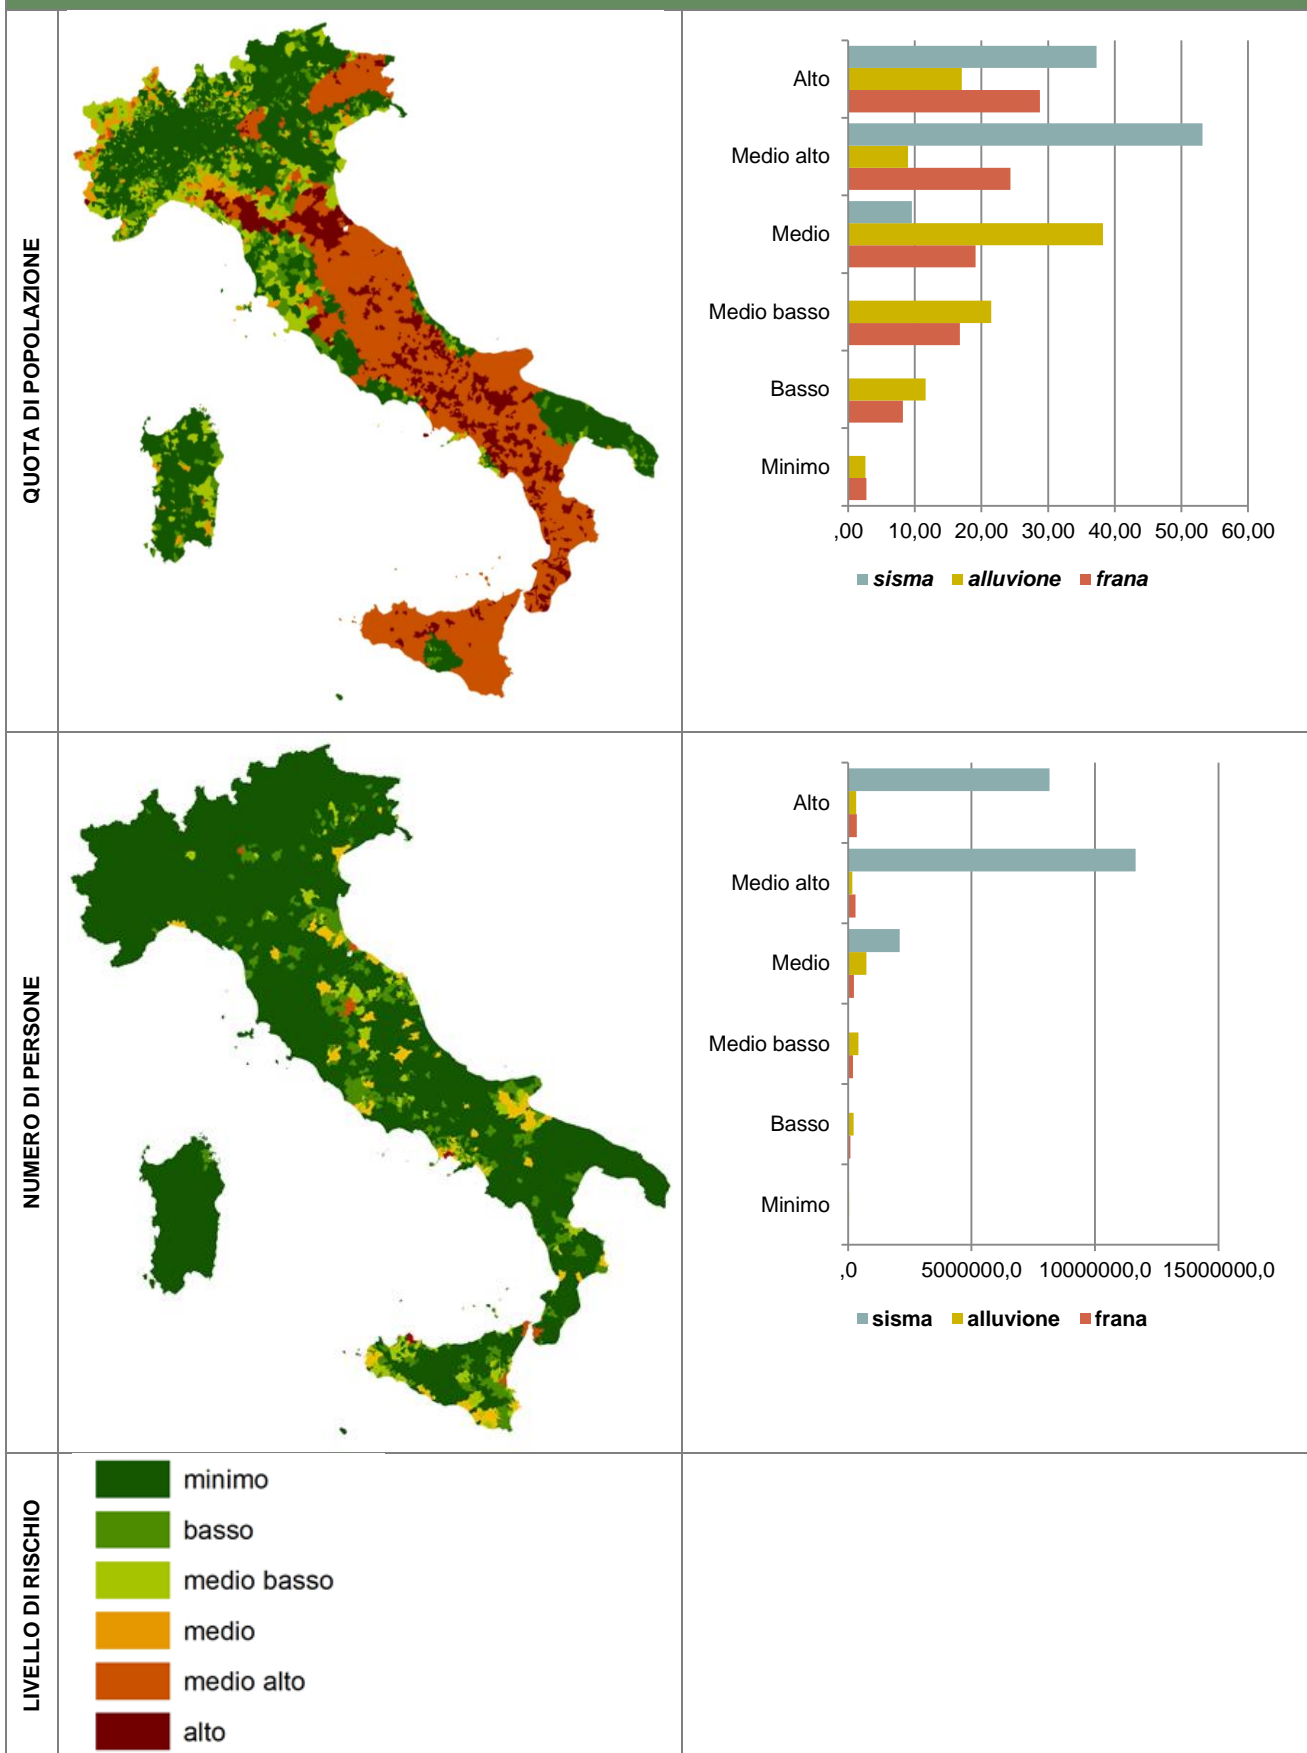 QUOTA DI POPOLAZIONE
Alto
Medio alto
Medio
Medio basso
Basso
Minimo
,00 10,00 20,00 30,00 40,00 50,00 60,00
sisma alluvione frana
NUMERO DI PERSONE
Alto
Medio alto
Medio
Medio basso
Basso
Minimo
,0 5000000,0 10000000,0 15000000,0
sisma alluvione frana
LIVELLO DI RISCHIO
minimo
basso
medio basso
medio
medio alto
alto